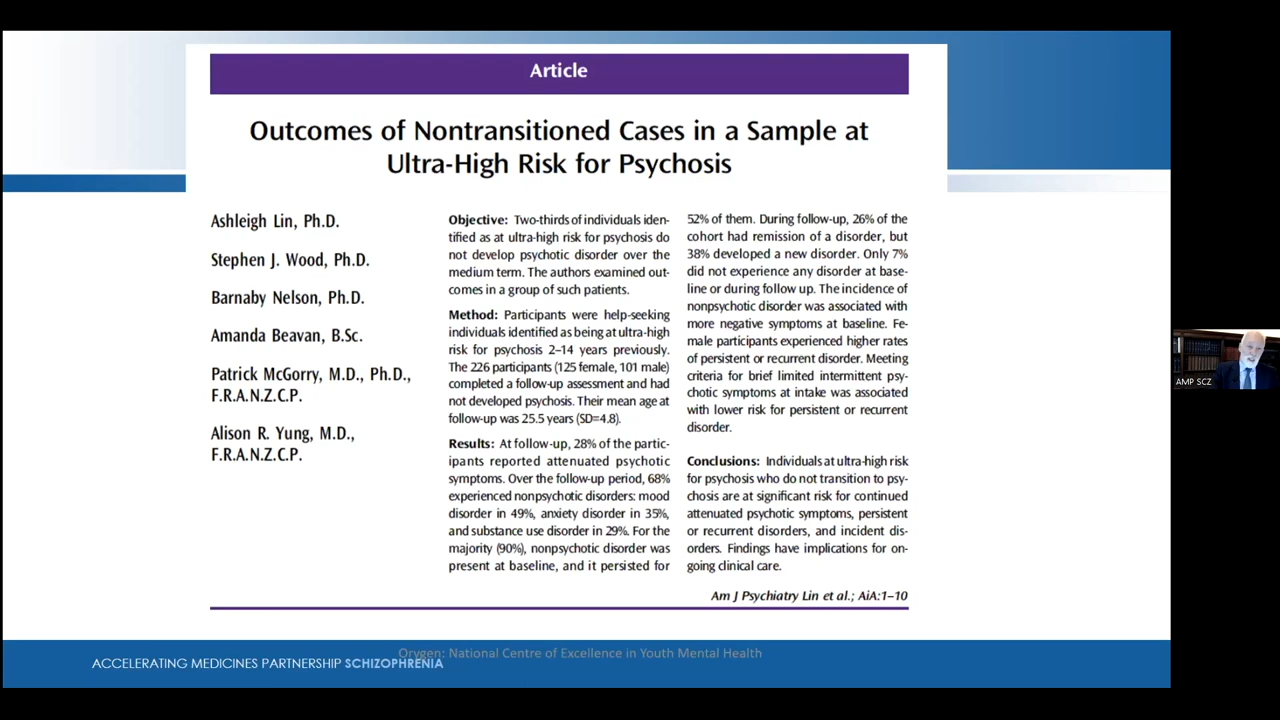 Article
Outcomes of Nontransitioned Cases in a Sample at
Ultra-High Risk for Psychosis
Ashleigh Lin, Ph.D.
Stephen J. Wood, Ph.D.
Barnaby Nelson, Ph.D.
Amanda Beavan, B.Sc.
Patrick McGorry, M.D., Ph.D.,
F.R.A.N.Z.C.P.
Alison R. Yung, M.D.,
F.R.A.N.Z.C.P.
Objective: Two-thirds of individuals iden-
tified as at ultra-high risk for psychosis do
not develop psychotic disorder over the
medium term. The authors examined out-
comes in a group of such patients.
Method: Participants were help-seeking
individuals identified as being at ultra-high
risk for psychosis 2–14 years previously.
The 226 participants (125 female, 101 male)
completed a follow-up assessment and had
not developed psychosis. Their mean age at
follow-up was 25.5 years (SD=4.8).
Results: At follow-up, 28% of the partic-
ipants reported attenuated psychotic
symptoms. Over the follow-up period, 68%
experienced nonpsychotic disorders: mood
disorder in 49%, anxiety disorder in 35%,
and substance use disorder in 29%. For the
majority (90%), nonpsychotic disorder was
present at baseline, and it persisted for
52% of them. During follow-up, 26% of the
cohort had remission of a disorder, but
38% developed a new disorder. Only 7%
did not experience any disorder at base-
line or during follow up. The incidence of
nonpsychotic disorder was associated with
more negative symptoms at baseline. Fe-
male participants experienced higher rates
of persistent or recurrent disorder. Meeting
criteria for brief limited intermittent psy-
chotic symptoms at intake was associated
with lower risk for persistent or recurrent
disorder.
Conclusions: Individuals at ultra-high risk
for psychosis who do not transition to psy-
chosis are at significant risk for continued
attenuated psychotic symptoms, persistent
or recurrent disorders, and incident dis-
orders. Findings have implications for on-
going clinical care.
Am J Psychiatry Lin et al.; AiA:1–10
Orygen: National Centre of Excellence in Youth Mental Health
ACCELERATING MEDICINES PARTNERSHIP SCHIZOPHRENIA
AMP SCZ